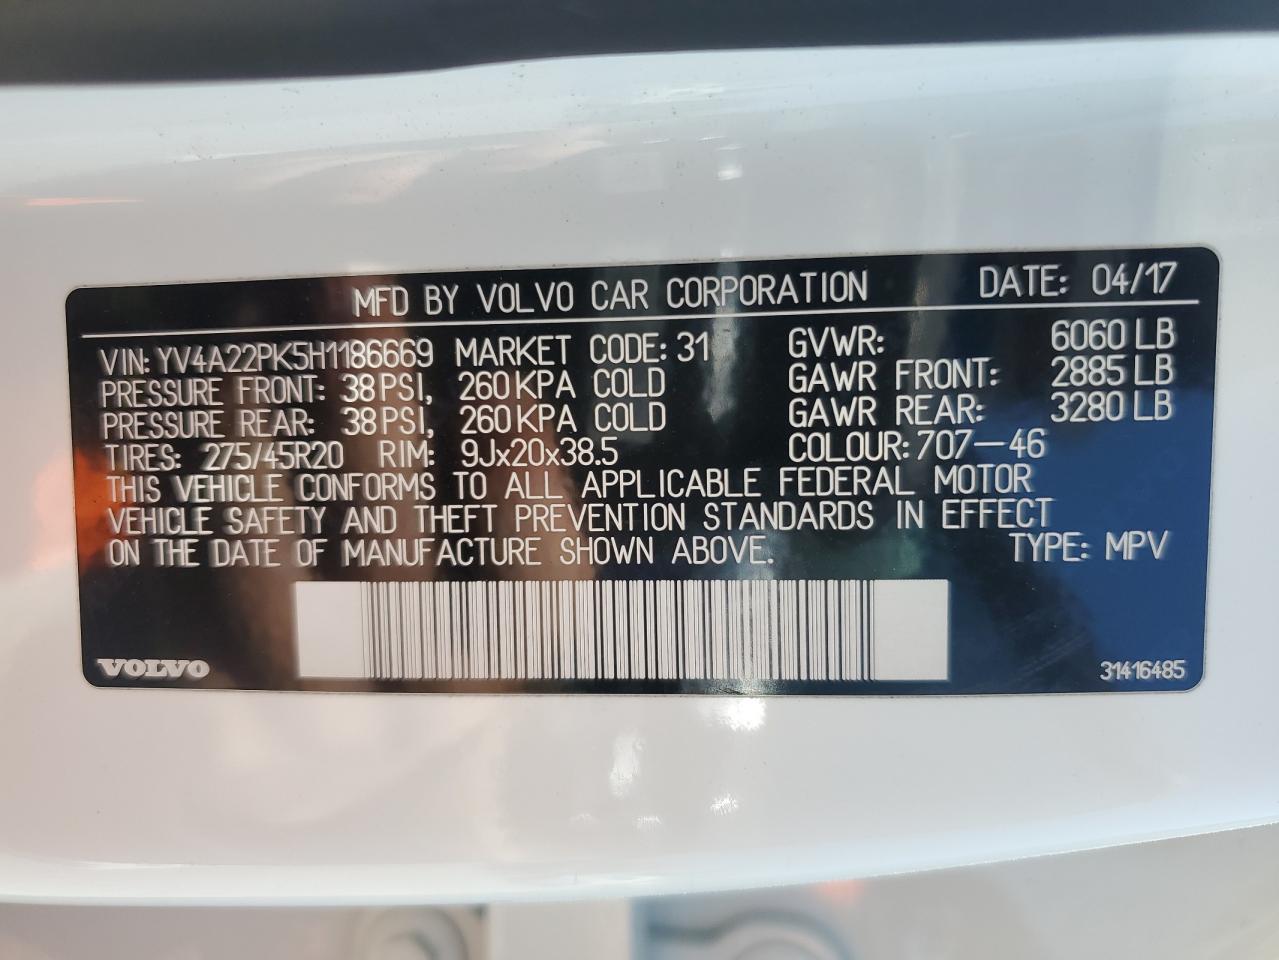 MFD BY VOLVO CAR CORPORATION DATE: 04/17
VIN: YV4A22PK5H1186669 MARKET CODE: 31 GVWR: 6060 LB
PRESSURE FRONT: 38 PSI, 260 KPA COLD GAWR FRONT: 2885 LB
PRESSURE REAR: 38 PSI, 260 KPA COLD GAWR REAR: 3280 LB
TIRES: 275/45R20 RIM: 9Jx20x38.5 COLOUR: 707-46
THIS VEHICLE CONFORMS TO ALL APPLICABLE FEDERAL MOTOR
VEHICLE SAFETY AND THEFT PREVENTION STANDARDS IN EFFECT
ON THE DATE OF MANUFACTURE SHOWN ABOVE. TYPE: MPV
VOLVO 31416485